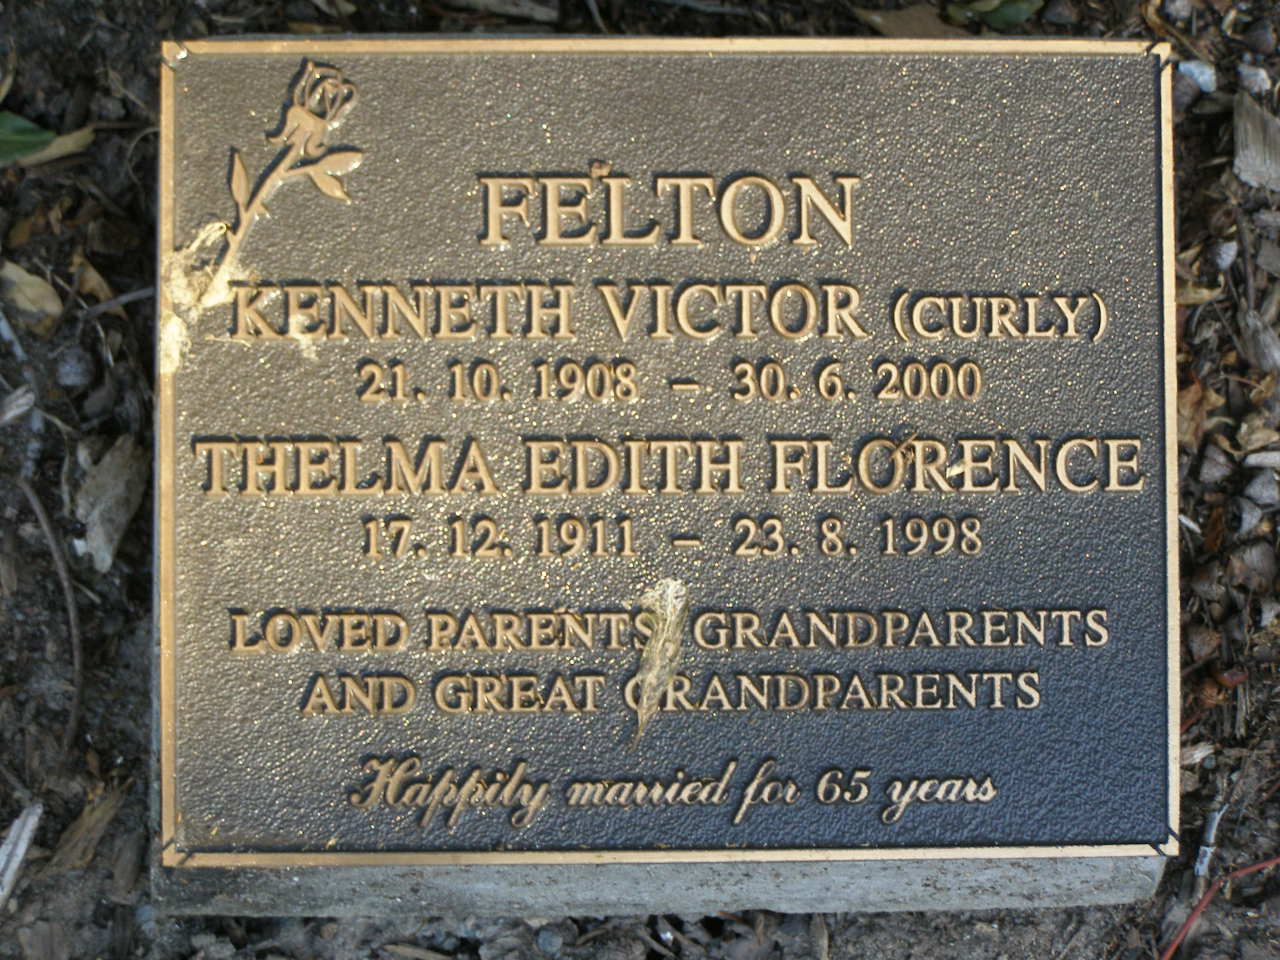 FELTON
KENNETH VICTOR (CURLY)
21. 10. 1908 – 30. 6. 2000
THELMA EDITH FLORENCE
17. 12. 1911 – 23. 8. 1998
LOVED PARENTS GRANDPARENTS
AND GREAT GRANDPARENTS
Happily married for 65 years